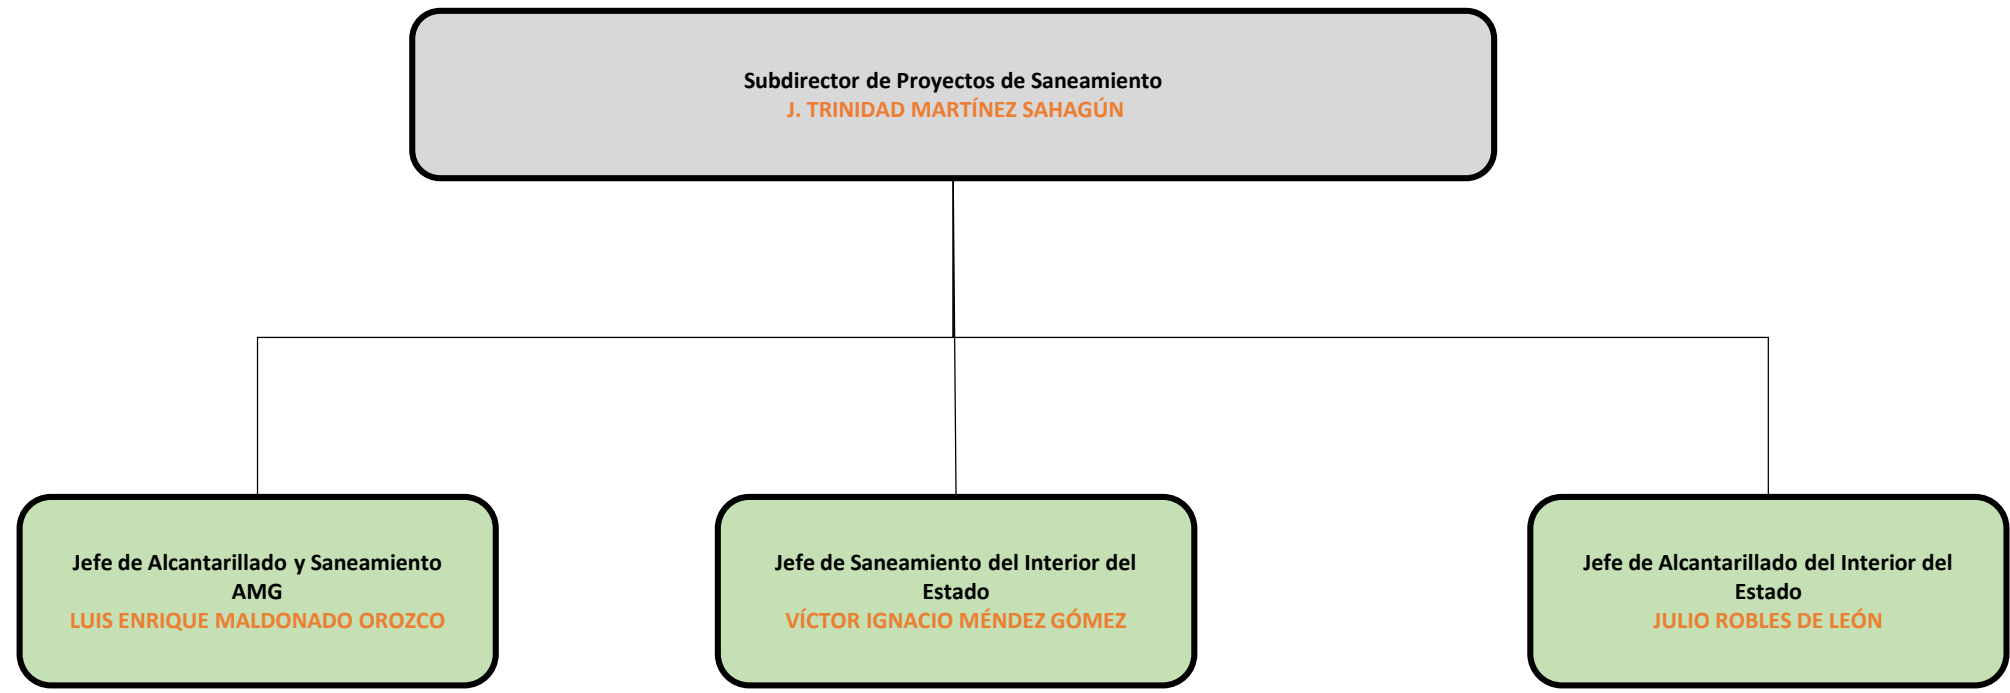 Subdirector de Proyectos de Saneamiento
J. TRINIDAD MARTÍNEZ SAHAGÚN
Jefe de Alcantarillado y Saneamiento
AMG
LUIS ENRIQUE MALDONADO OROZCO
Jefe de Saneamiento del Interior del
Estado
VÍCTOR IGNACIO MÉNDEZ GÓMEZ
Jefe de Alcantarillado del Interior del
Estado
JULIO ROBLES DE LEÓN